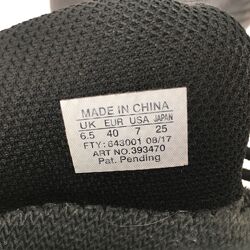 MADE IN CHINA
UK EUR USA JAPAN
6.5 40 7 25
FTY: 643001 08/17
ART NO.393470
Pat. Pending